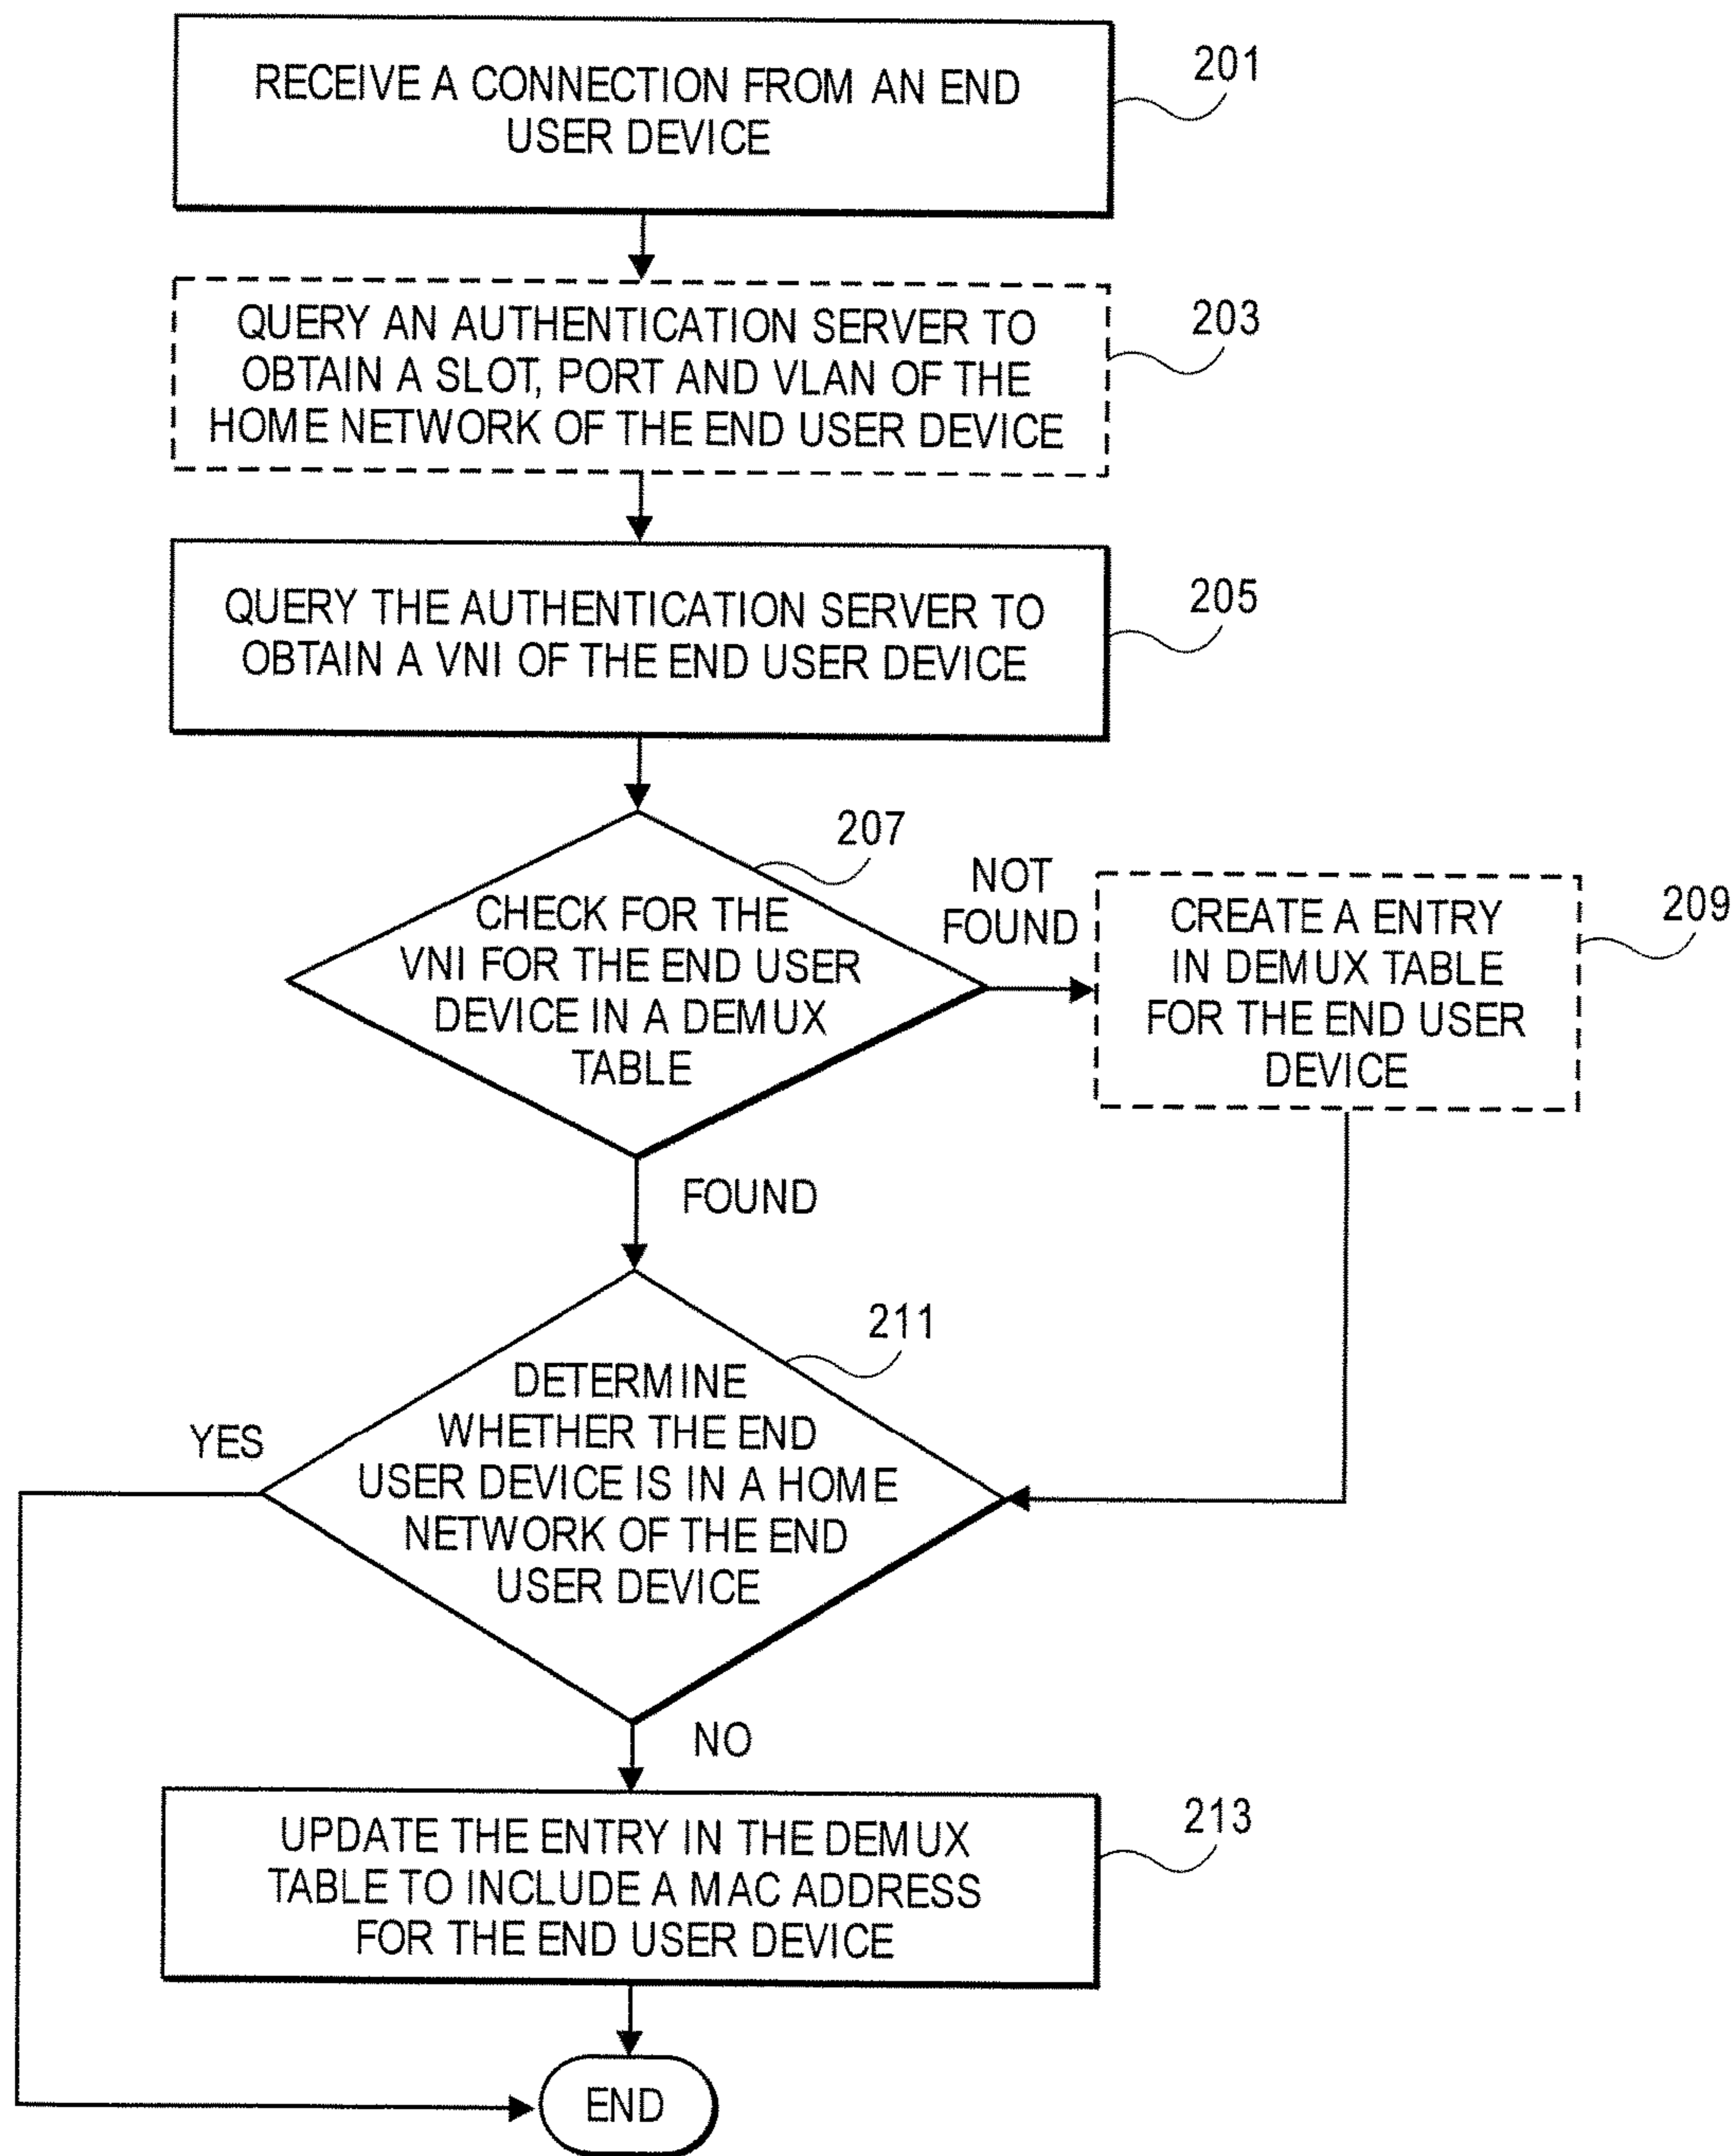 RECEIVE A CONNECTION FROM AN END
USER DEVICE
201
QUERY AN AUTHENTICATION SERVER TO
OBTAIN A SLOT, PORT AND VLAN OF THE
HOME NETWORK OF THE END USER DEVICE
203
QUERY THE AUTHENTICATION SERVER TO
OBTAIN A VNI OF THE END USER DEVICE
205
CHECK FOR THE
VNI FOR THE END USER
DEVICE IN A DEMUX
TABLE
207
NOT
FOUND
CREATE A ENTRY
IN DEMUX TABLE
FOR THE END USER
DEVICE
209
FOUND
DETERMINE
WHETHER THE END
USER DEVICE IS IN A HOME
NETWORK OF THE END
USER DEVICE
211
YES
NO
UPDATE THE ENTRY IN THE DEMUX
TABLE TO INCLUDE A MAC ADDRESS
FOR THE END USER DEVICE
213
END